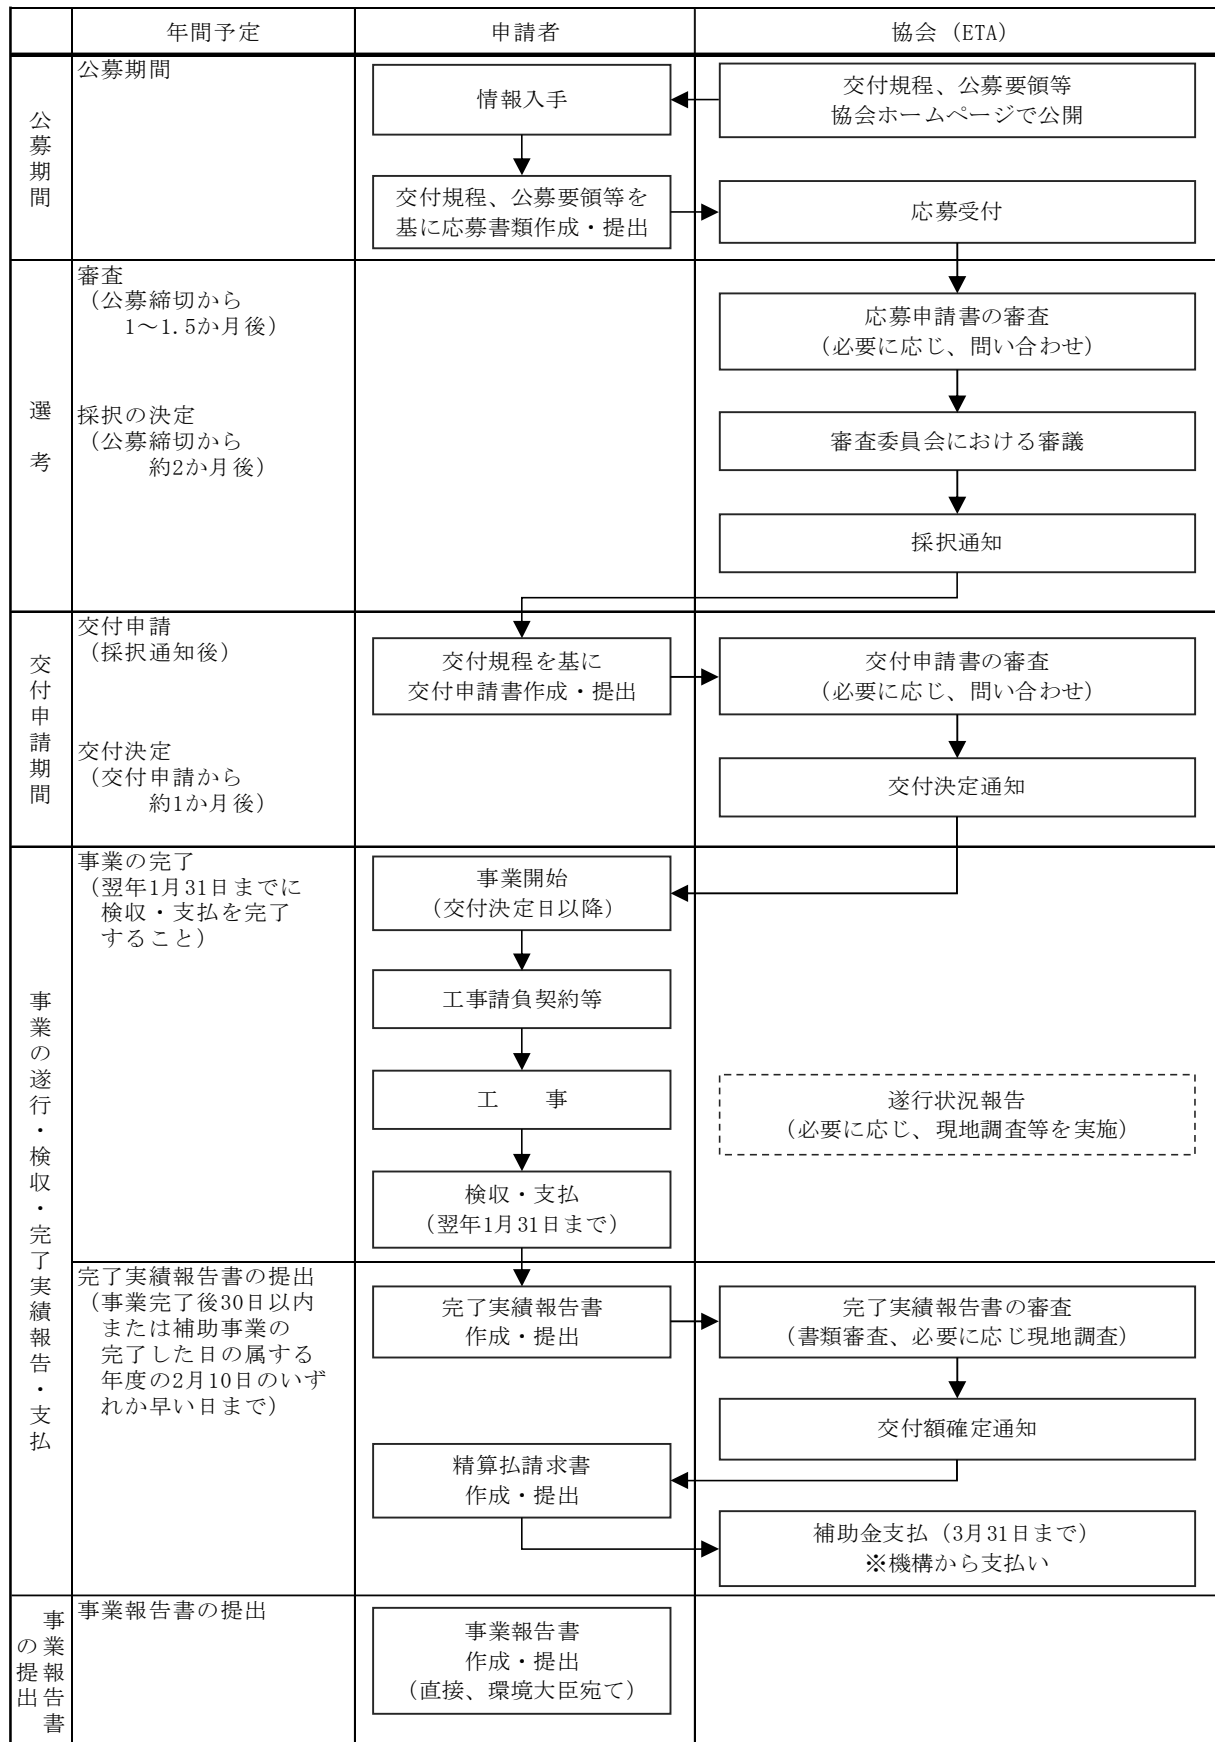 年間予定
申請者
協会（ETA）
公募期間
公募期間
情報入手
交付規程、公募要領等
協会ホームページで公開
交付規程、公募要領等を
基に応募書類作成・提出
応募受付
選　考
審査
（公募締切から
1～1.5か月後）
採択の決定
（公募締切から
約2か月後）
応募申請書の審査
（必要に応じ、問い合わせ）
審査委員会における審議
採択通知
交付申請期間
交付申請
（採択通知後）
交付決定
（交付申請から
約1か月後）
交付規程を基に
交付申請書作成・提出
交付申請書の審査
（必要に応じ、問い合わせ）
交付決定通知
事業の遂行・検収・完了実績報告・支払
事業の完了
（翌年1月31日までに
検収・支払を完了
すること）
事業開始
（交付決定日以降）
工事請負契約等
工　事
検収・支払
（翌年1月31日まで）
遂行状況報告
（必要に応じ、現地調査等を実施）
完了実績報告書の提出
（事業完了後30日以内
または補助事業の
完了した日の属する
年度の2月10日のいず
れか早い日まで）
完了実績報告書
作成・提出
完了実績報告書の審査
（書類審査、必要に応じ現地調査）
交付額確定通知
精算払請求書
作成・提出
補助金支払（3月31日まで）
※機構から支払い
事業報告書
の提出
事業報告書の提出
事業報告書
作成・提出
（直接、環境大臣宛て）